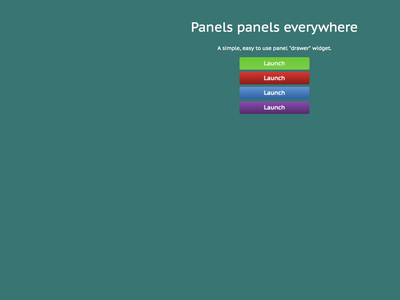 Panels panels everywhere
A simple, easy to use panel "drawer" widget.
Launch
Launch
Launch
Launch